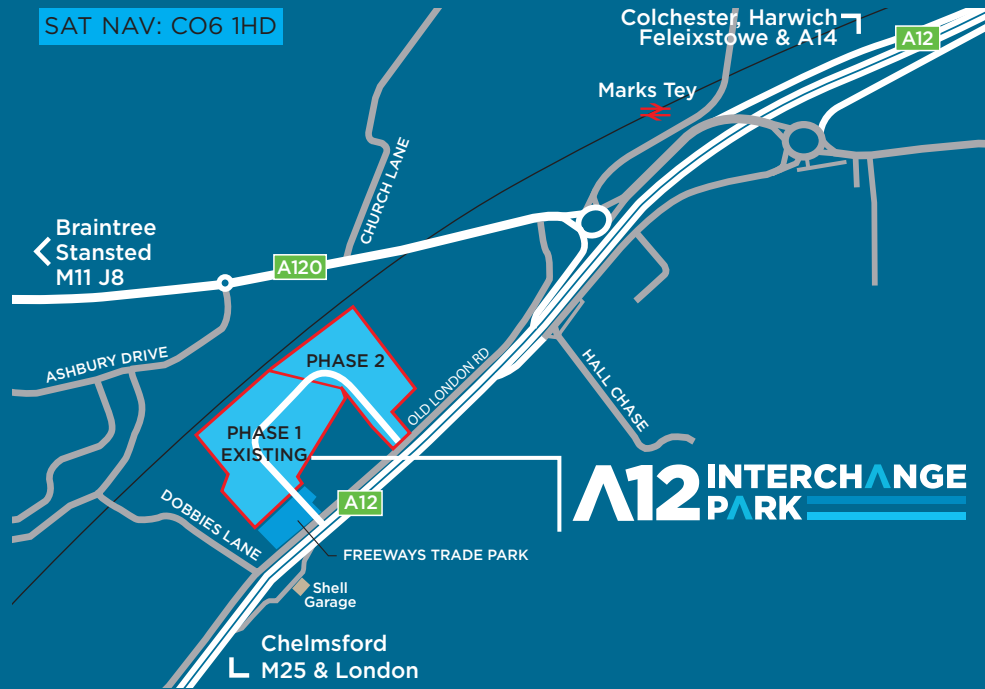 SAT NAV: CO6 1HD
Colchester, Harwich
Feleixstowe & A14
A12
Marks Tey
CHURCH LANE
Braintree
Stansted
M11 J8
A120
ASHBURY DRIVE
PHASE 2
OLD LONDON RD
HALL CHASE
PHASE 1
EXISTING
A12 INTERCHANGE
PARK
A12
DOBBIES LANE
FREEWAYS TRADE PARK
Shell
Garage
Chelmsford
M25 & London